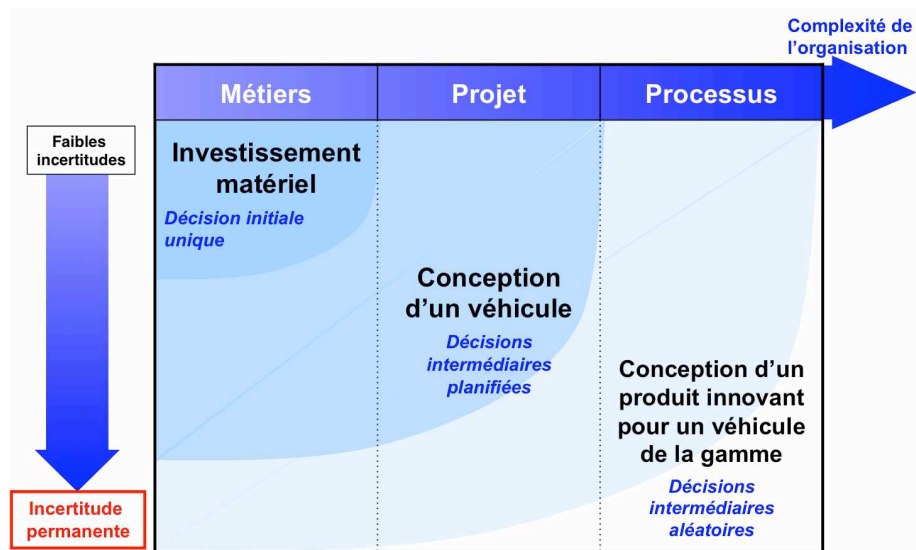 Complexité de
l'organisation
Métiers
Projet
Processus
Faibles
incertitudes
Investissement
matériel
Décision initiale
unique
Conception
d'un véhicule
Décisions
intermédiaires
planifiées
Conception d'un
produit innovant
pour un véhicule
de la gamme
Décisions
intermédiaires
aléatoires
Incertitude
permanente